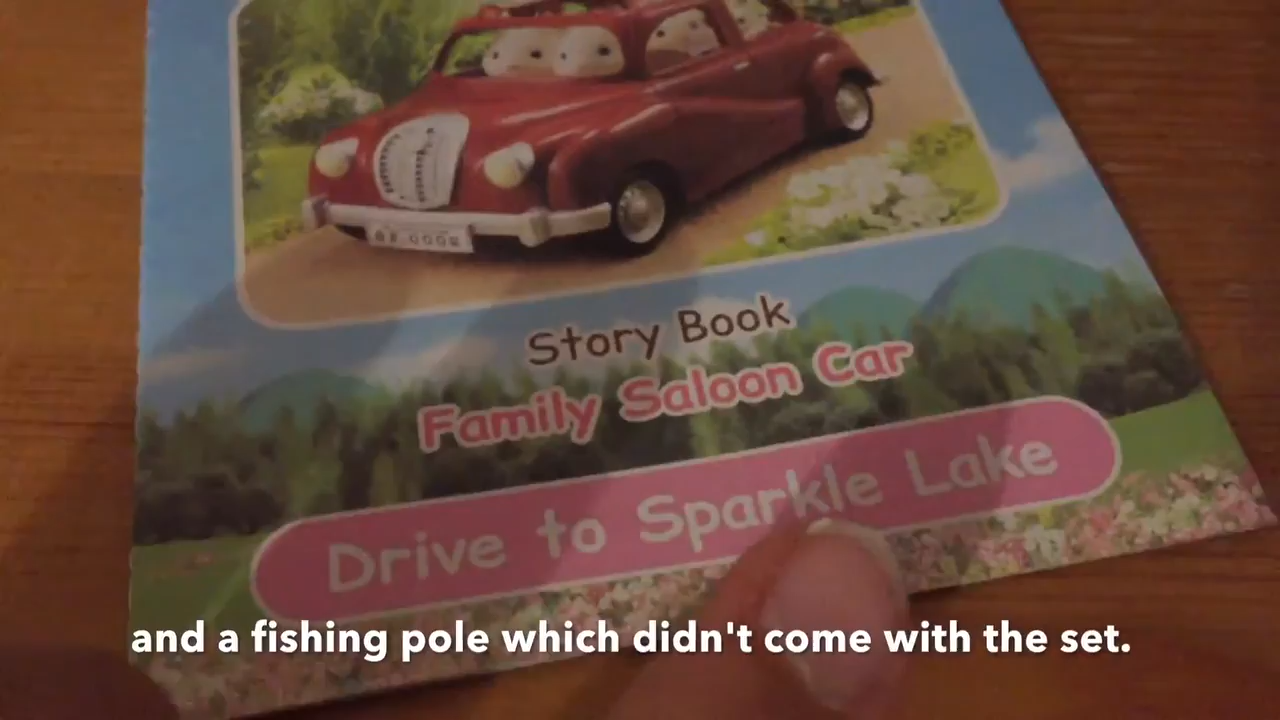 Story Book
Family Saloon Car
Drive to Sparkle Lake
and a fishing pole which didn't come with the set.